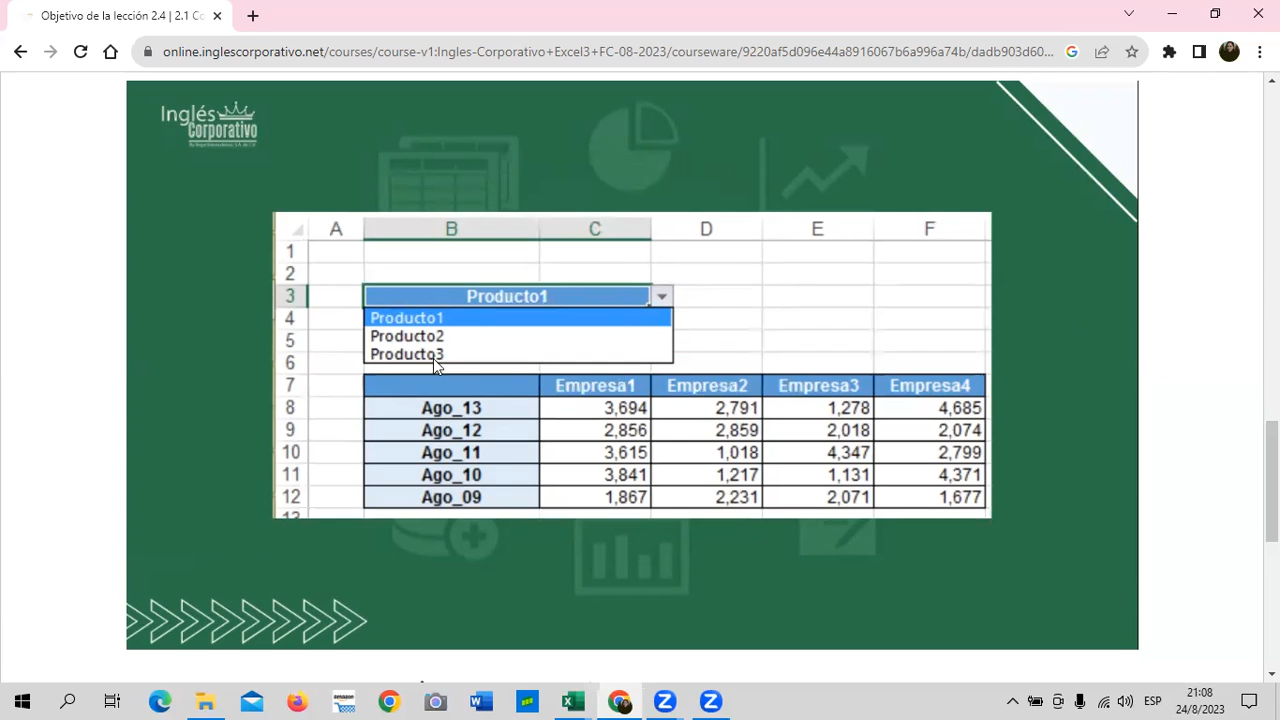 Objetivo de la lección 2.4 | 2.1 Co
online.inglescorporativo.net/courses/course-v1:Ingles-Corporativo+Excel3+FC-08-2023/courseware/9220af5d096e44a8916067b6a996a74b/dadb903d60...
Inglés
Corporativo
A B C D E F
1
2
3 Producto1
4 Producto1
5 Producto2
6 Producto3
7 Empresa1 Empresa2 Empresa3 Empresa4
8 Ago_13 3,694 2,791 1,278 4,685
9 Ago_12 2,856 2,859 2,018 2,074
10 Ago_11 3,615 1,018 4,347 2,799
11 Ago_10 3,841 1,217 1,131 4,371
12 Ago_09 1,867 2,231 2,071 1,677
13
ESP
21:08
24/8/2023